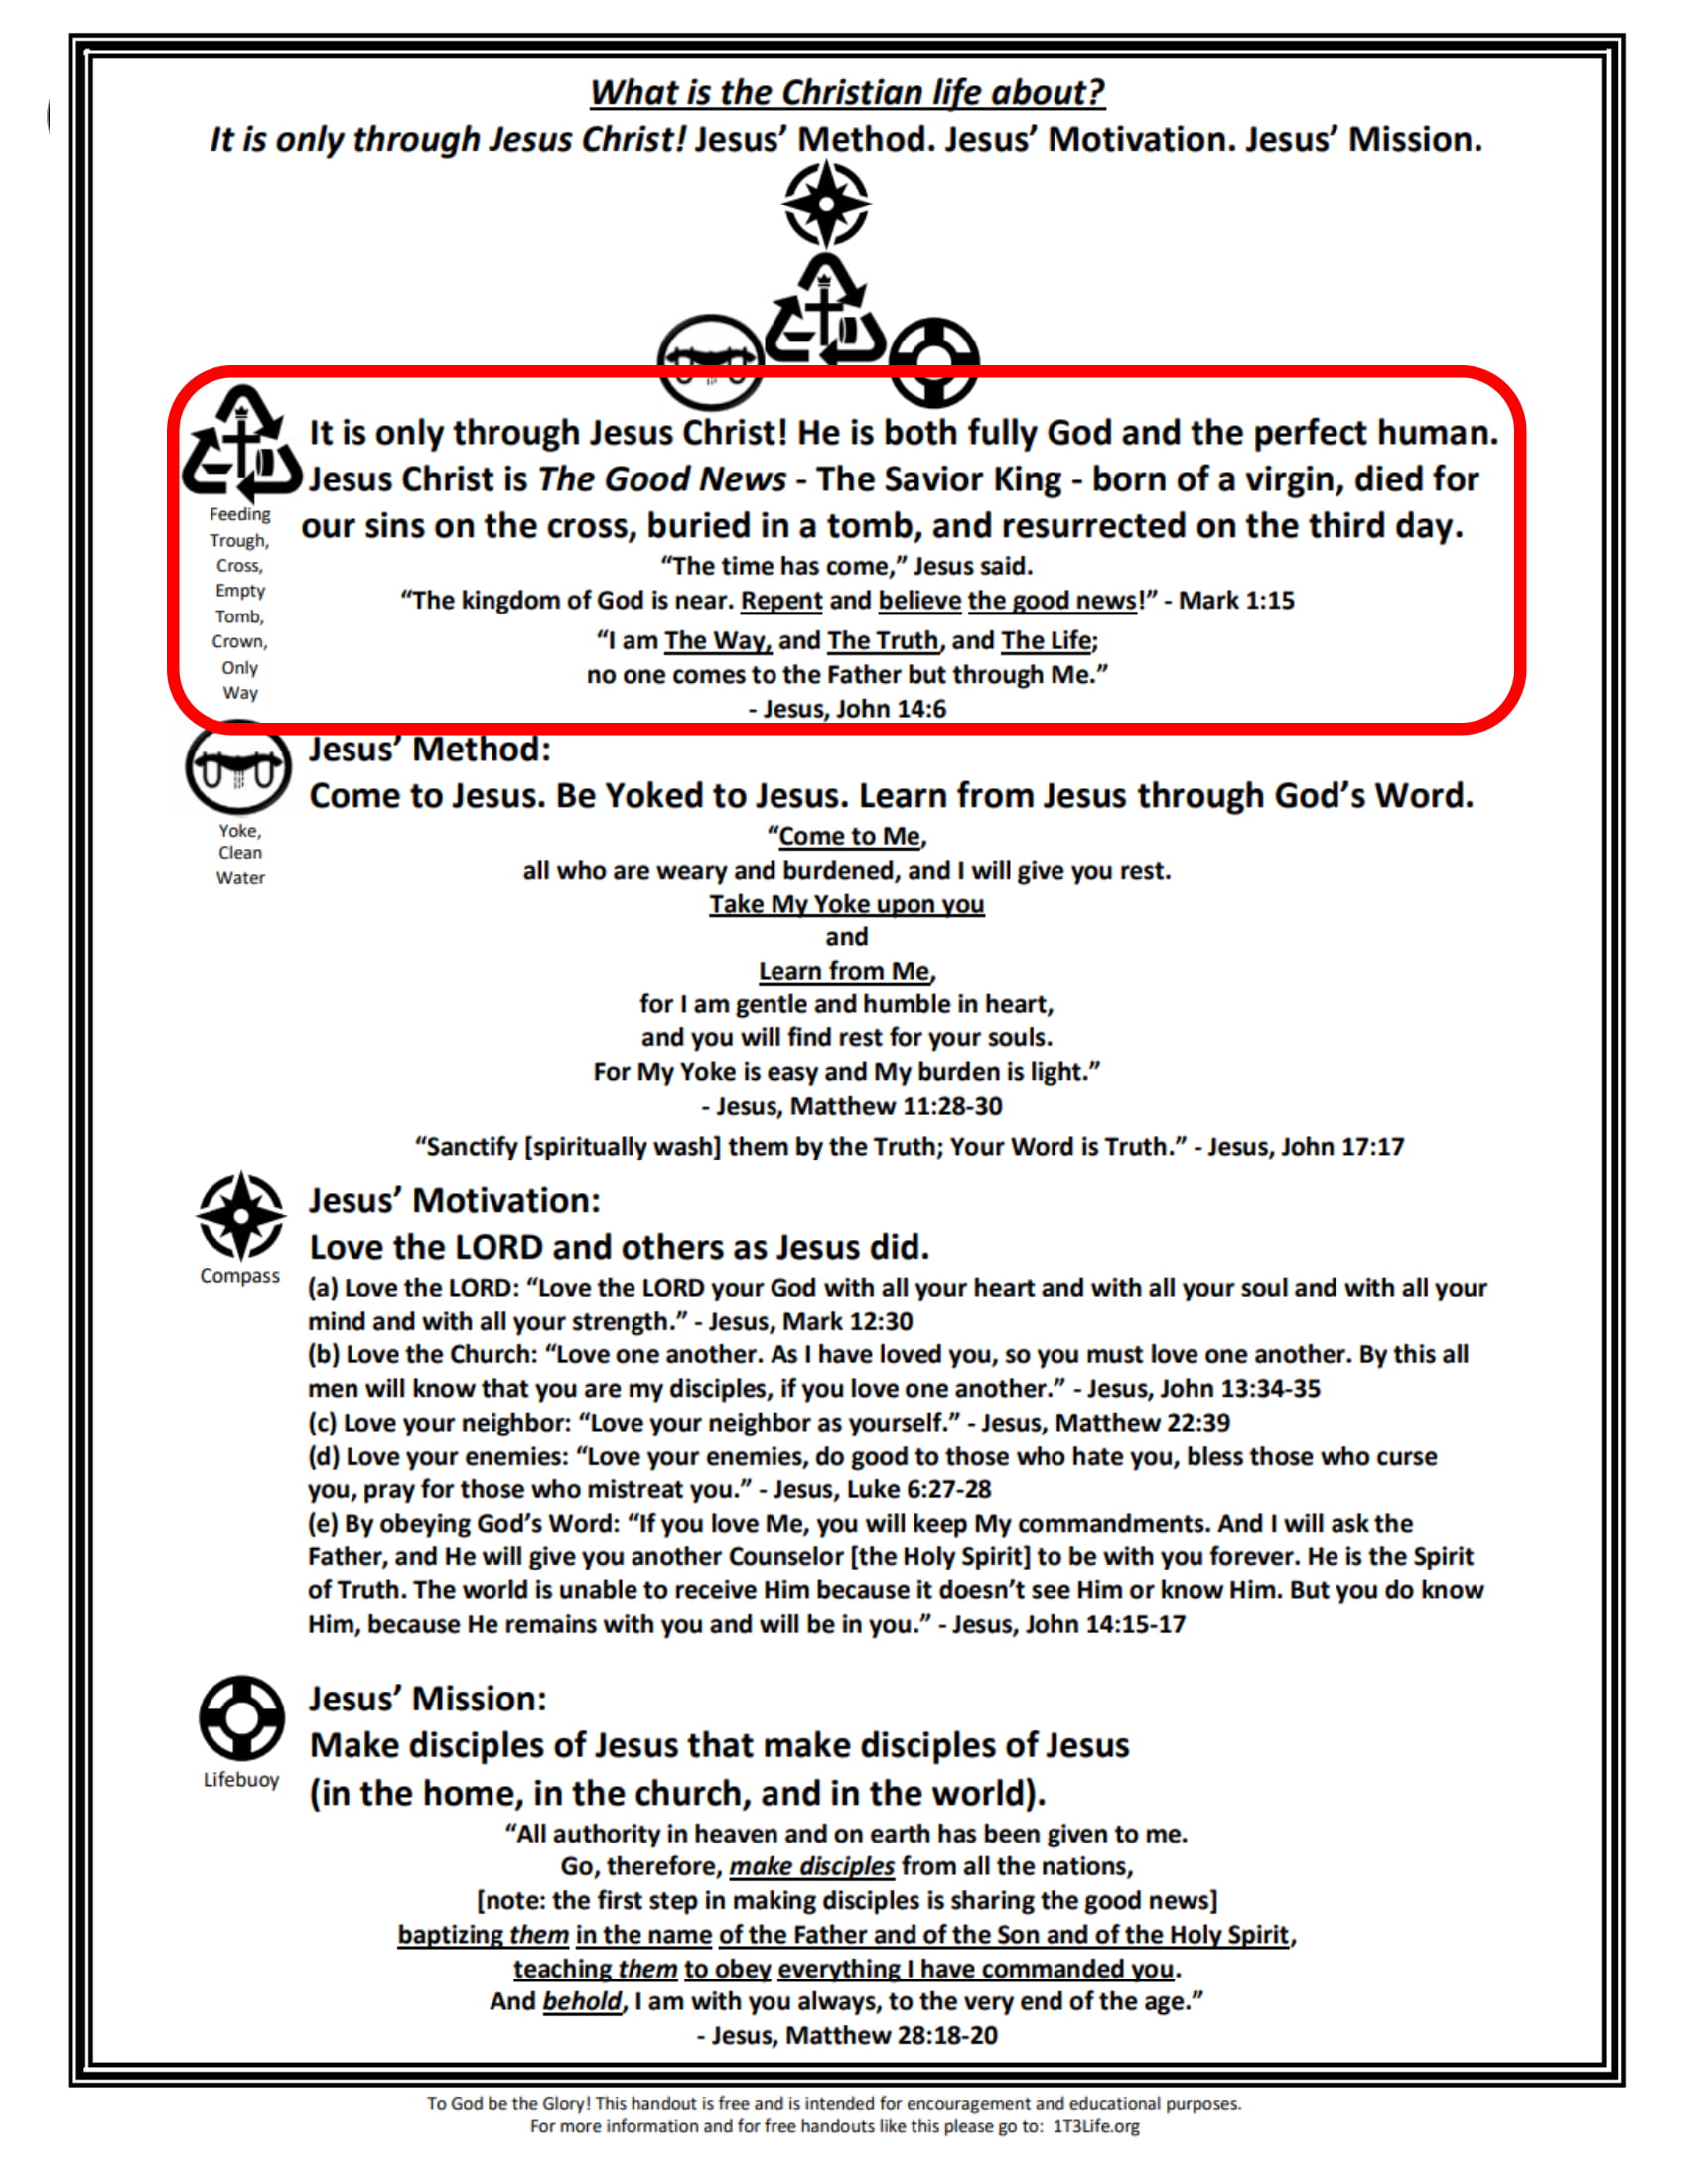 What is the Christian life about?
It is only through Jesus Christ! Jesus’ Method. Jesus’ Motivation. Jesus’ Mission.
It is only through Jesus Christ! He is both fully God and the perfect human.
Jesus Christ is The Good News - The Savior King - born of a virgin, died for
our sins on the cross, buried in a tomb, and resurrected on the third day.
Feeding
Trough,
Cross,
Empty
Tomb,
Crown,
Only
Way
“The time has come,” Jesus said.
“The kingdom of God is near. Repent and believe the good news!” - Mark 1:15
“I am The Way, and The Truth, and The Life;
no one comes to the Father but through Me.”
- Jesus, John 14:6
Jesus’ Method:
Come to Jesus. Be Yoked to Jesus. Learn from Jesus through God’s Word.
Yoke,
Clean
Water
“Come to Me,
all who are weary and burdened, and I will give you rest.
Take My Yoke upon you
and
Learn from Me,
for I am gentle and humble in heart,
and you will find rest for your souls.
For My Yoke is easy and My burden is light.”
- Jesus, Matthew 11:28-30
“Sanctify [spiritually wash] them by the Truth; Your Word is Truth.” - Jesus, John 17:17
Jesus’ Motivation:
Love the LORD and others as Jesus did.
Compass
(a) Love the LORD: “Love the LORD your God with all your heart and with all your soul and with all your
mind and with all your strength.” - Jesus, Mark 12:30
(b) Love the Church: “Love one another. As I have loved you, so you must love one another. By this all
men will know that you are my disciples, if you love one another.” - Jesus, John 13:34-35
(c) Love your neighbor: “Love your neighbor as yourself.” - Jesus, Matthew 22:39
(d) Love your enemies: “Love your enemies, do good to those who hate you, bless those who curse
you, pray for those who mistreat you.” - Jesus, Luke 6:27-28
(e) By obeying God’s Word: “If you love Me, you will keep My commandments. And I will ask the
Father, and He will give you another Counselor [the Holy Spirit] to be with you forever. He is the Spirit
of Truth. The world is unable to receive Him because it doesn’t see Him or know Him. But you do know
Him, because He remains with you and will be in you.” - Jesus, John 14:15-17
Jesus’ Mission:
Make disciples of Jesus that make disciples of Jesus
(in the home, in the church, and in the world).
Lifebuoy
“All authority in heaven and on earth has been given to me.
Go, therefore, make disciples from all the nations,
[note: the first step in making disciples is sharing the good news]
baptizing them in the name of the Father and of the Son and of the Holy Spirit,
teaching them to obey everything I have commanded you.
And behold, I am with you always, to the very end of the age.”
- Jesus, Matthew 28:18-20
To God be the Glory! This handout is free and is intended for encouragement and educational purposes.
For more information and for free handouts like this please go to: 1T3Life.org